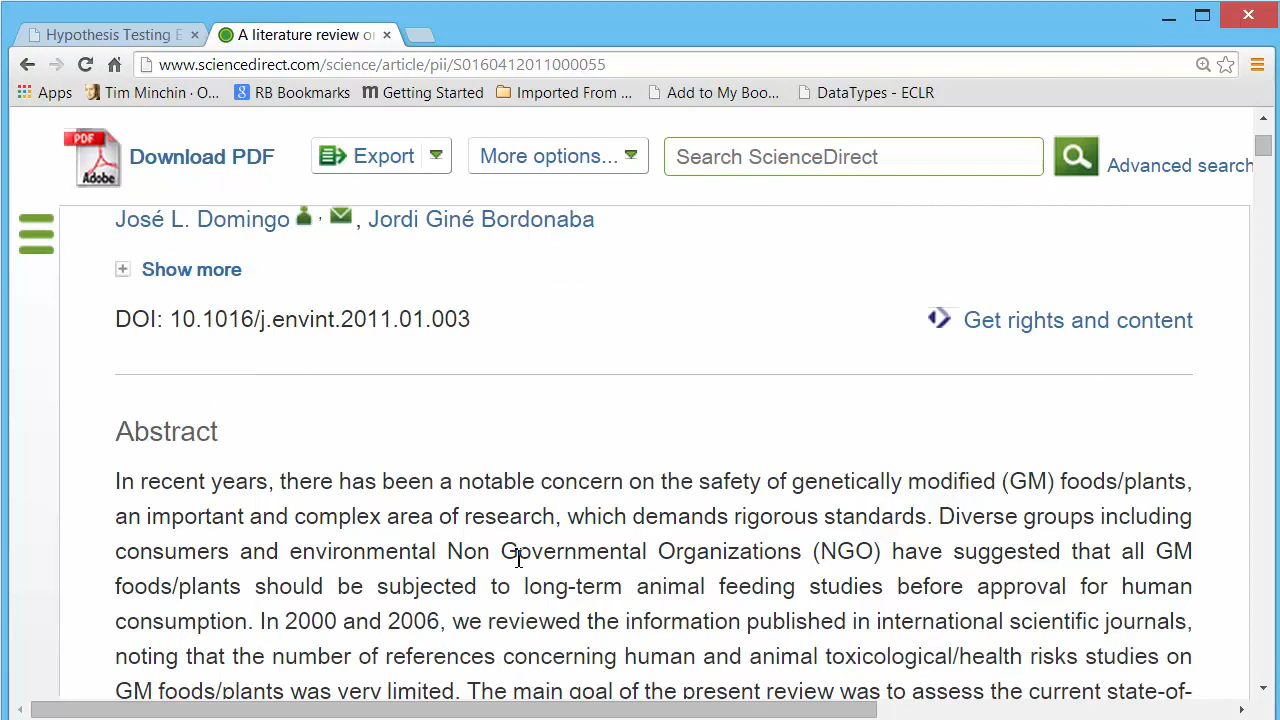 Hypothesis Testing E
A literature review o
www.sciencedirect.com/science/article/pii/S0160412011000055
Apps Tim Minchin - O... RB Bookmarks Getting Started Imported From ... Add to My Boo... DataTypes - ECLR
PDF Adobe Download PDF Export More options... Search ScienceDirect Advanced search
José L. Domingo , , Jordi Giné Bordonaba
Show more
DOI: 10.1016/j.envint.2011.01.003 Get rights and content
Abstract
In recent years, there has been a notable concern on the safety of genetically modified (GM) foods/plants,
an important and complex area of research, which demands rigorous standards. Diverse groups including
consumers and environmental Non Governmental Organizations (NGO) have suggested that all GM
foods/plants should be subjected to long-term animal feeding studies before approval for human
consumption. In 2000 and 2006, we reviewed the information published in international scientific journals,
noting that the number of references concerning human and animal toxicological/health risks studies on
GM foods/plants was very limited. The main goal of the present review was to assess the current state-of-